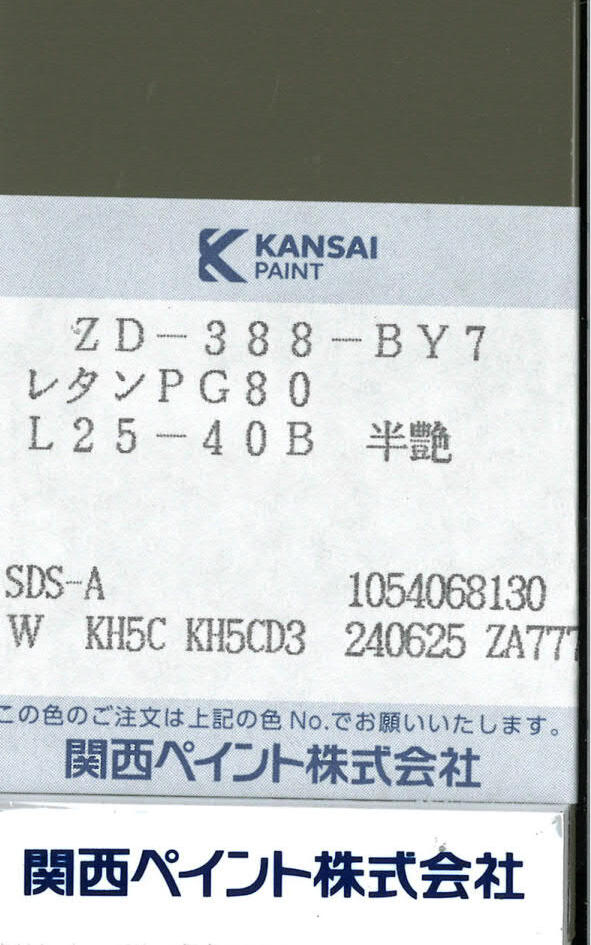 KANSAI
PAINT
ZD-388-BY7
レタンPG80
L25-40B 半艶
SDS-A 1054068130
W KH5C KH5CD3 240625 ZA777
この色のご注文は上記の色No.でお願いいたします。
関西ペイント株式会社
関西ペイント株式会社